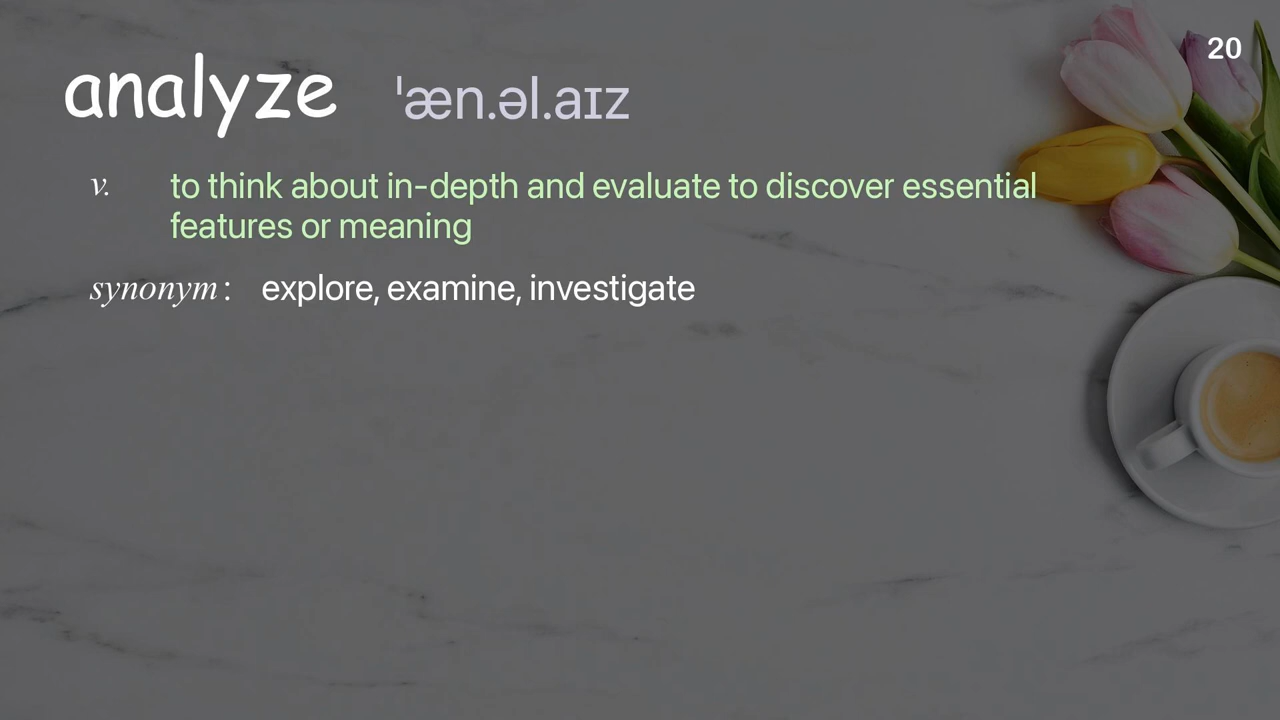 20
analyze ˈæn.əl.aɪz
v. to think about in-depth and evaluate to discover essential
features or meaning
synonym: explore, examine, investigate